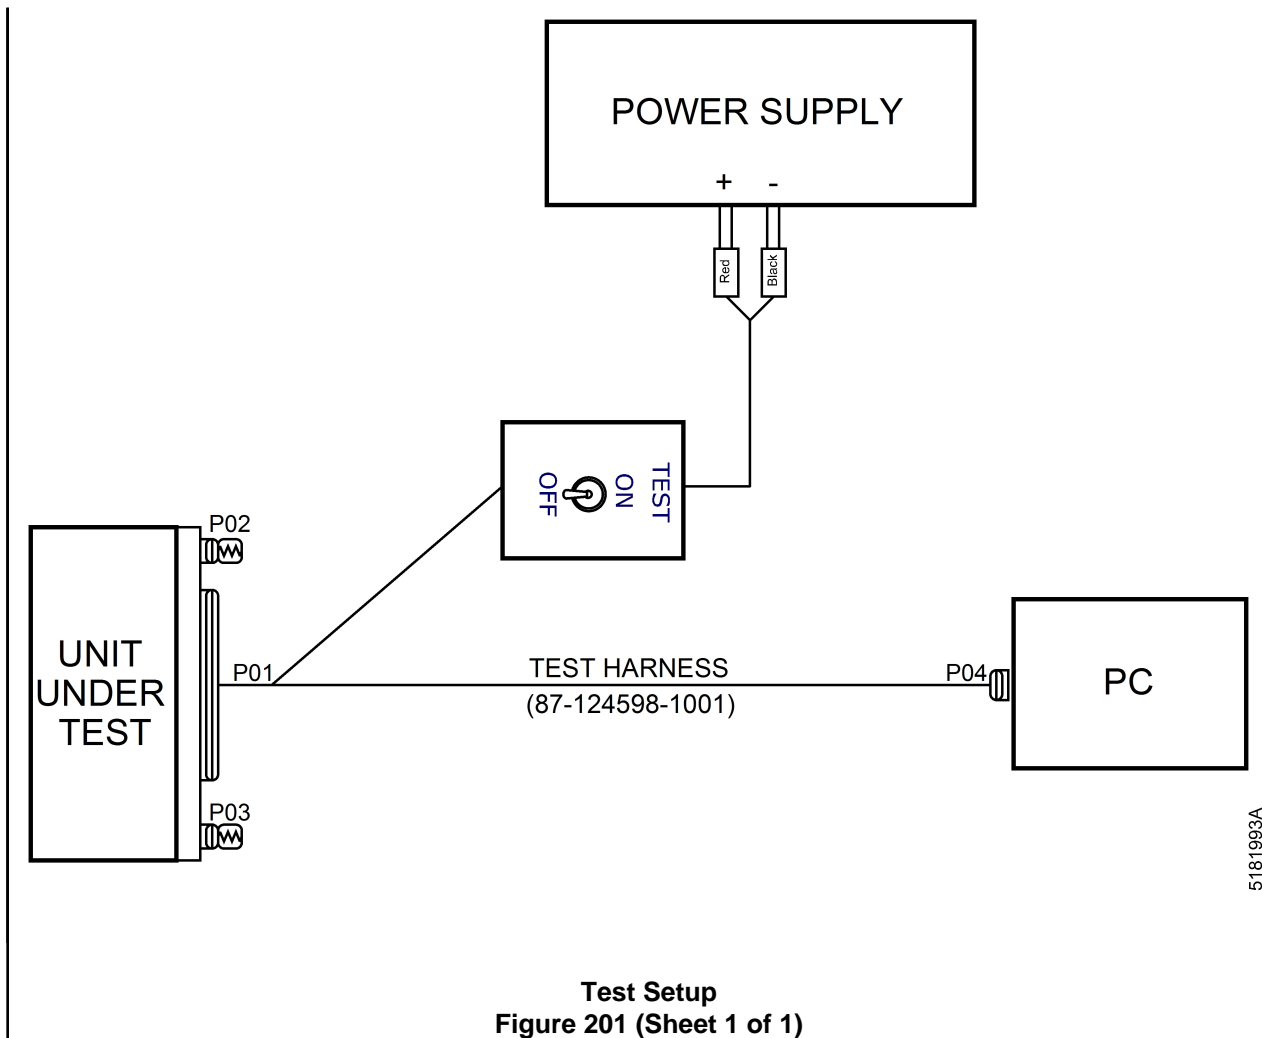 POWER SUPPLY
+ -
Red
Black
TEST
ON
OFF
P02
UNIT
UNDER
TEST
P01
TEST HARNESS
(87-124598-1001)
P04
PC
P03
5181993A
Test Setup
Figure 201 (Sheet 1 of 1)